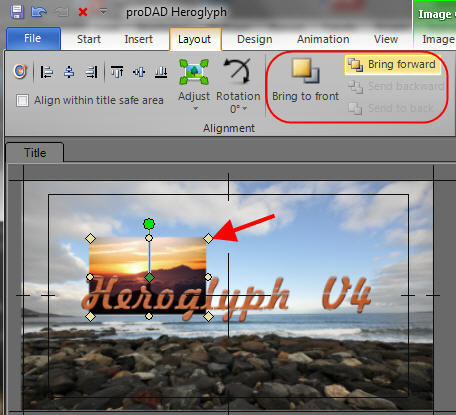 proDAD Heroglyph
Image
File Start Insert Layout Design Animation View Image
Align within title safe area
Adjust
Rotation
0°
Bring to front
Bring forward
Send backward
Send to back
Alignment
Title
Heroglyph V4